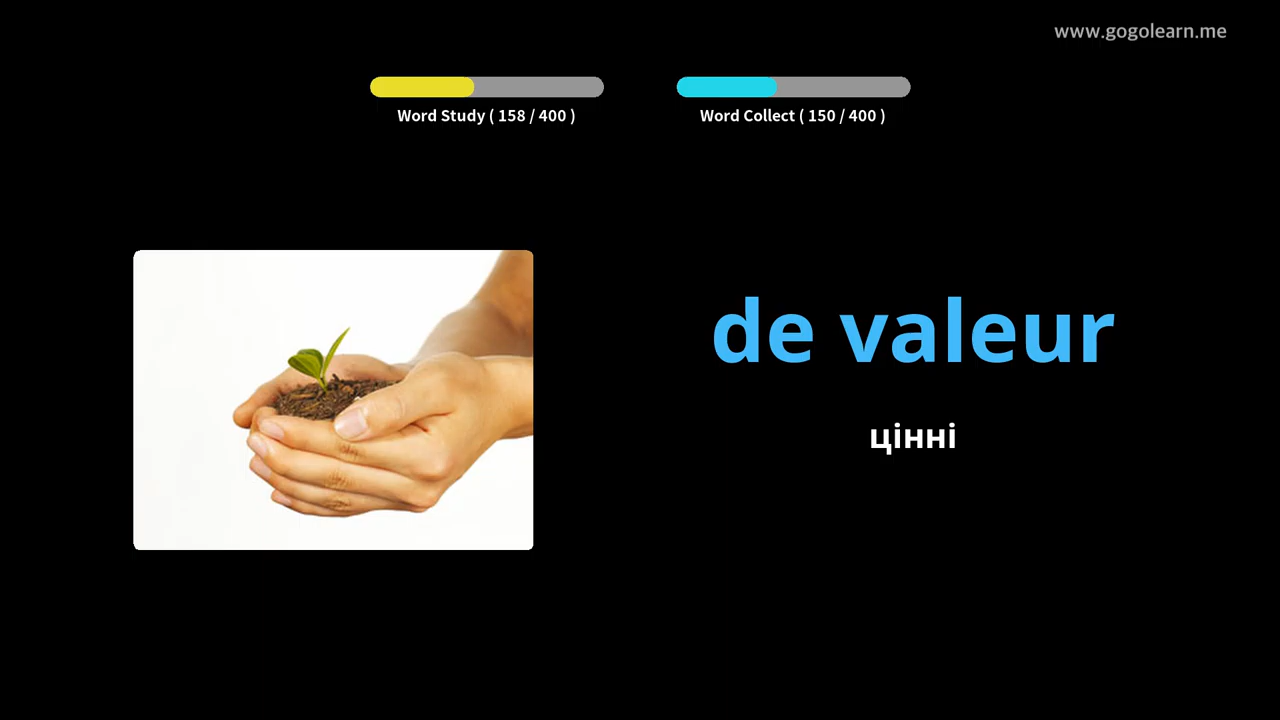 www.gogolearn.me
Word Study ( 158 / 400 )
Word Collect ( 150 / 400 )
de valeur
цінні